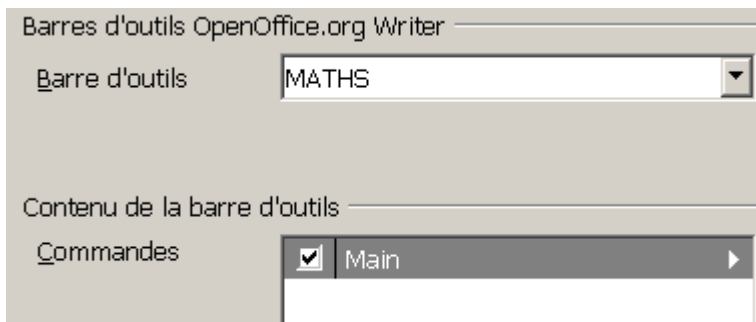 Barres d'outils OpenOffice.org Writer
Barre d'outils MATHS
Contenu de la barre d'outils
Commandes Main